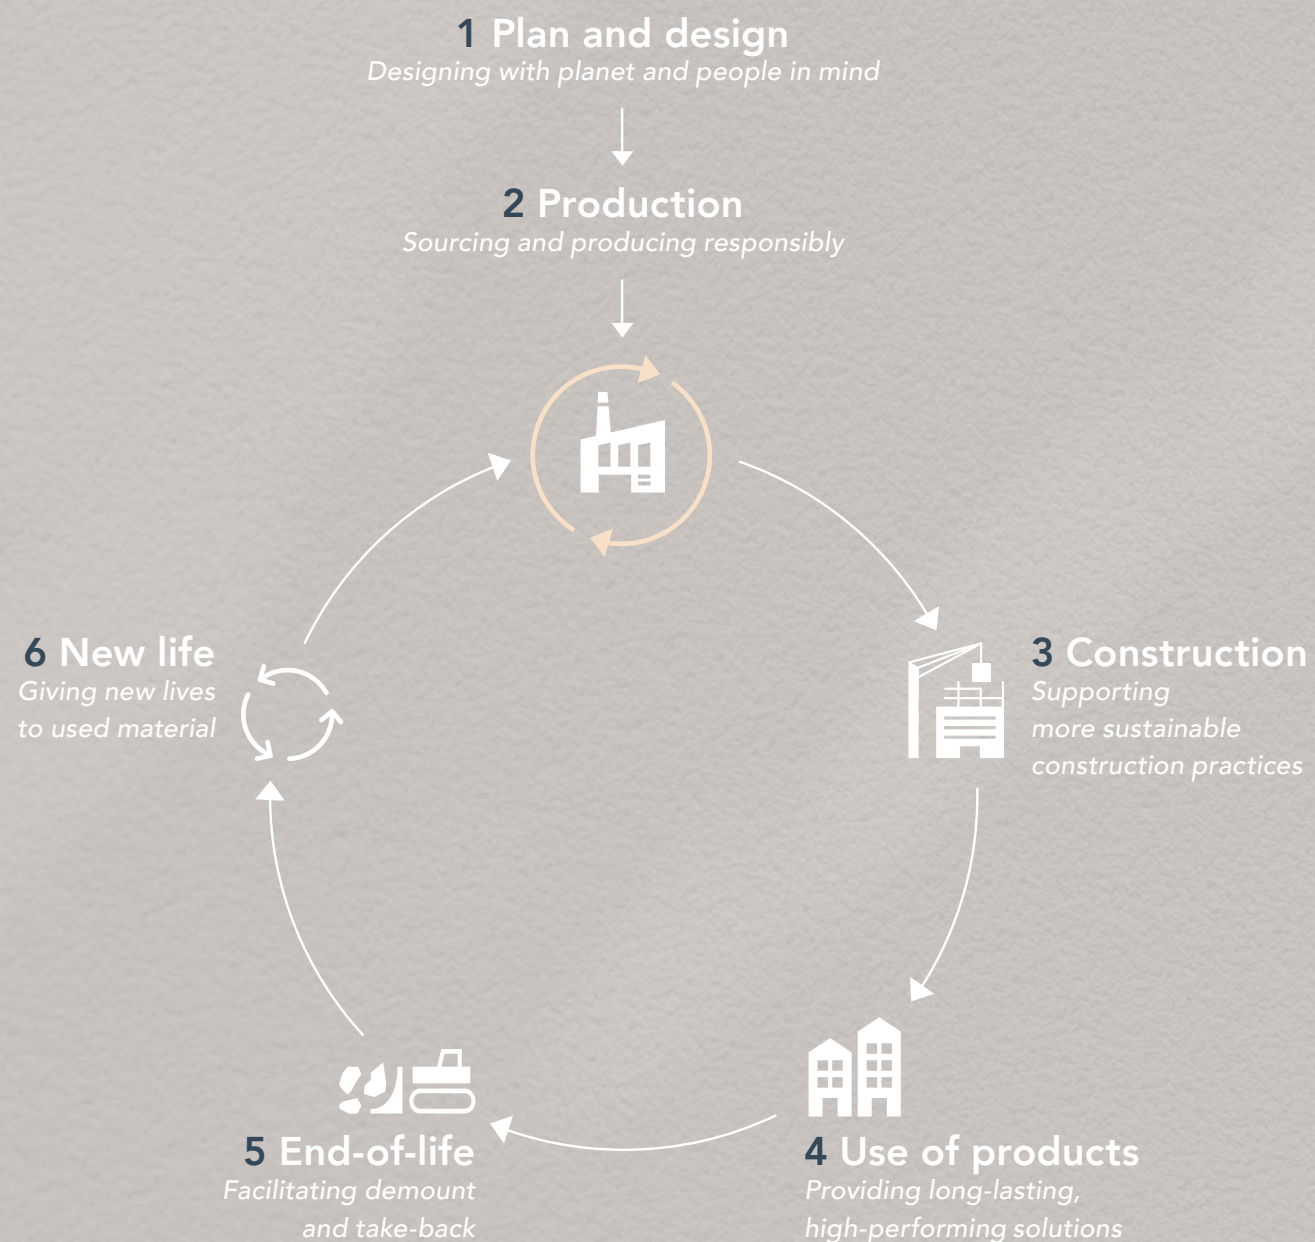 1 Plan and design
Designing with planet and people in mind
2 Production
Sourcing and producing responsibly
3 Construction
Supporting
more sustainable
construction practices
4 Use of products
Providing long-lasting,
high-performing solutions
5 End-of-life
Facilitating demount
and take-back
6 New life
Giving new lives
to used material